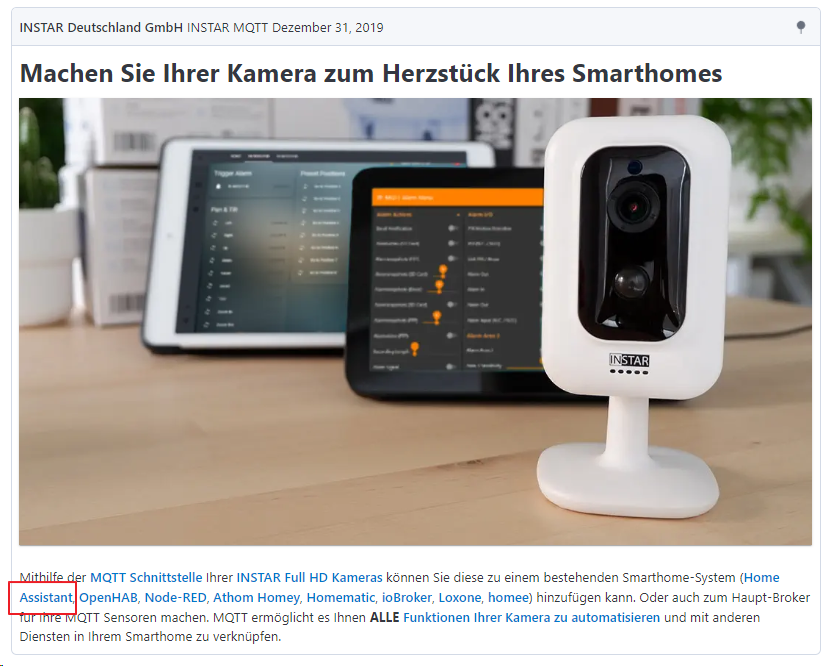 INSTAR Deutschland GmbH INSTAR MQTT Dezember 31, 2019
Machen Sie Ihrer Kamera zum Herzstück Ihres Smarthomes
Trigger Alarm
Preset Positions
Pan & Tilt
MQTT Alarm Menu
Alarm Actions
INSTAR
Mithilfe der MQTT Schnittstelle Ihrer INSTAR Full HD Kameras können Sie diese zu einem bestehenden Smarthome-System (Home
Assistant, OpenHAB, Node-RED, Athom Homey, Homematic, ioBroker, Loxone, homee) hinzufügen kann. Oder auch zum Haupt-Broker
für Ihre MQTT Sensoren machen. MQTT ermöglicht es Ihnen ALLE Funktionen Ihrer Kamera zu automatisieren und mit anderen
Diensten in Ihrem Smarthome zu verknüpfen.